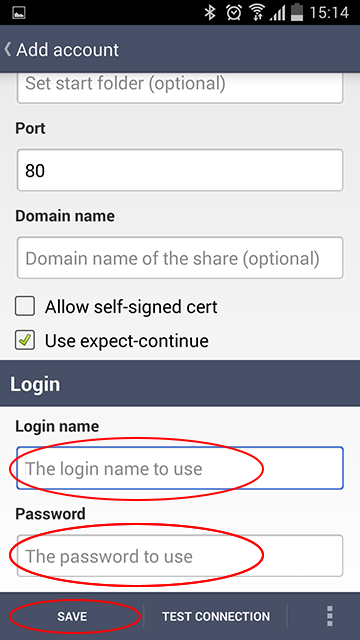 15:14
Add account
Set start folder (optional)
Port
80
Domain name
Domain name of the share (optional)
Allow self-signed cert
Use expect-continue
Login
Login name
The login name to use
Password
The password to use
SAVE TEST CONNECTION